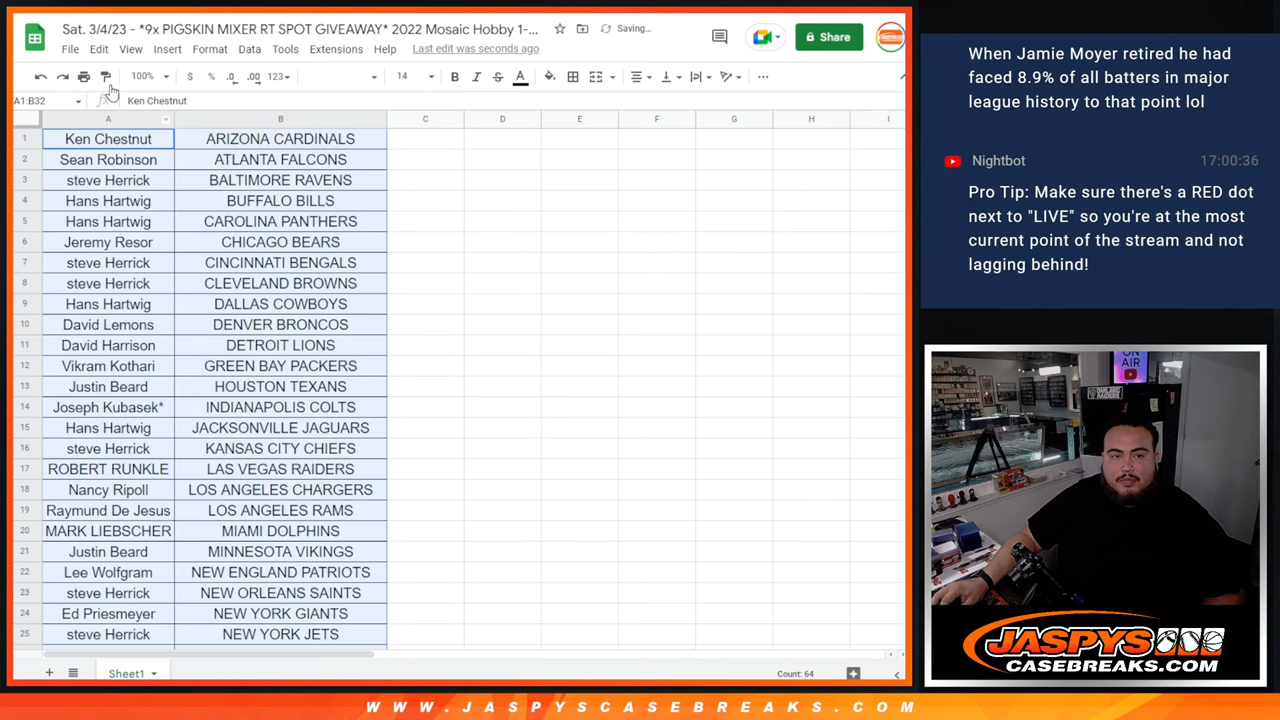 Sat. 3/4/23 - *9x PIGSKIN MIXER RT SPOT GIVEAWAY* 2022 Mosaic Hobby 1-...
Saving...
Share
File Edit View Insert Format Data Tools Extensions Help Last edit was seconds ago
100% $ % .0 .00 123 14 B I S A
A1:B32 fx Ken Chestnut
A B C D E F G H I
1 Ken Chestnut ARIZONA CARDINALS
2 Sean Robinson ATLANTA FALCONS
3 steve Herrick BALTIMORE RAVENS
4 Hans Hartwig BUFFALO BILLS
5 Hans Hartwig CAROLINA PANTHERS
6 Jeremy Resor CHICAGO BEARS
7 steve Herrick CINCINNATI BENGALS
8 steve Herrick CLEVELAND BROWNS
9 Hans Hartwig DALLAS COWBOYS
10 David Lemons DENVER BRONCOS
11 David Harrison DETROIT LIONS
12 Vikram Kothari GREEN BAY PACKERS
13 Justin Beard HOUSTON TEXANS
14 Joseph Kubasek* INDIANAPOLIS COLTS
15 Hans Hartwig JACKSONVILLE JAGUARS
16 steve Herrick KANSAS CITY CHIEFS
17 ROBERT RUNKLE LAS VEGAS RAIDERS
18 Nancy Ripoll LOS ANGELES CHARGERS
19 Raymund De Jesus LOS ANGELES RAMS
20 MARK LIEBSCHER MIAMI DOLPHINS
21 Justin Beard MINNESOTA VIKINGS
22 Lee Wolfgram NEW ENGLAND PATRIOTS
23 steve Herrick NEW ORLEANS SAINTS
24 Ed Priesmeyer NEW YORK GIANTS
25 steve Herrick NEW YORK JETS
Sheet1
Count: 64
When Jamie Moyer retired he had
faced 8.9% of all batters in major
league history to that point lol
Nightbot 17:00:36
Pro Tip: Make sure there's a RED dot
next to "LIVE" so you're at the most
current point of the stream and not
lagging behind!
ON
AIR
JASPYS
CASEBREAKS.COM
WWW.JASPYSCASEBREAKS.COM